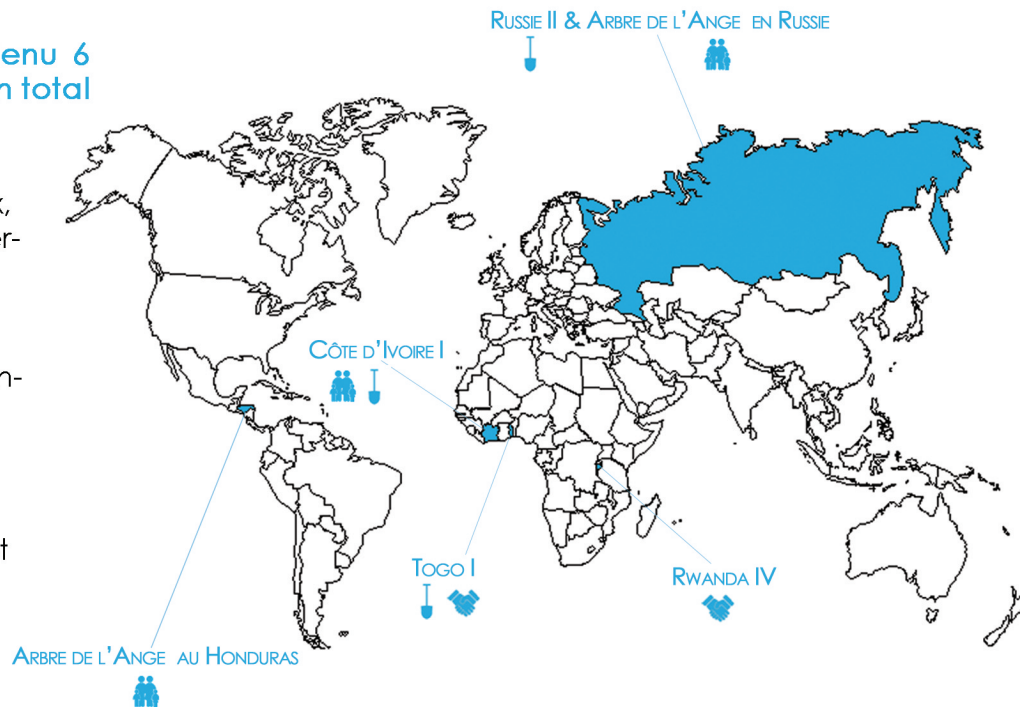 RUSSIE II & ARBRE DE L'ANGE EN RUSSIE
enu 6
n total
,
er-
CÔTE D'IVOIRE I
n-
t
TOGO I
RWANDA IV
ARBRE DE L'ANGE AU HONDURAS